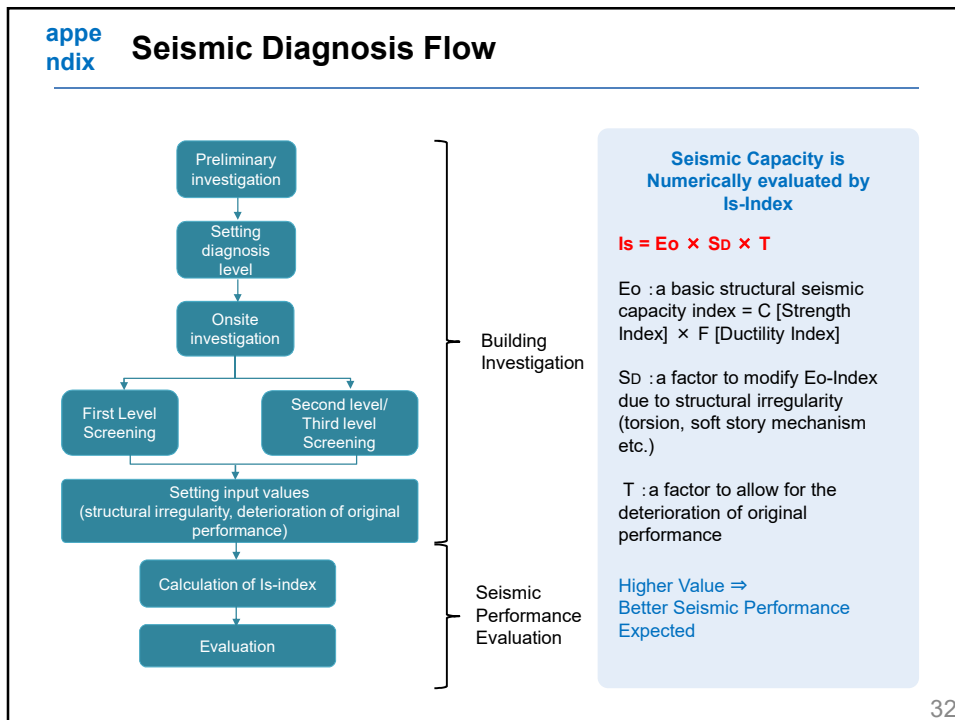 appe
ndix
Seismic Diagnosis Flow
Preliminary
investigation
Setting
diagnosis
level
Onsite
investigation
First Level
Screening
Second level/
Third level
Screening
Setting input values
(structural irregularity, deterioration of original
performance)
Calculation of Is-index
Evaluation
Building
Investigation
Seismic
Performance
Evaluation
Seismic Capacity is
Numerically evaluated by
Is-Index
Is = Eo × SD × T
Eo :a basic structural seismic
capacity index = C [Strength
Index] × F [Ductility Index]
SD :a factor to modify Eo-Index
due to structural irregularity
(torsion, soft story mechanism
etc.)
T :a factor to allow for the
deterioration of original
performance
Higher Value ⇒
Better Seismic Performance
Expected
32